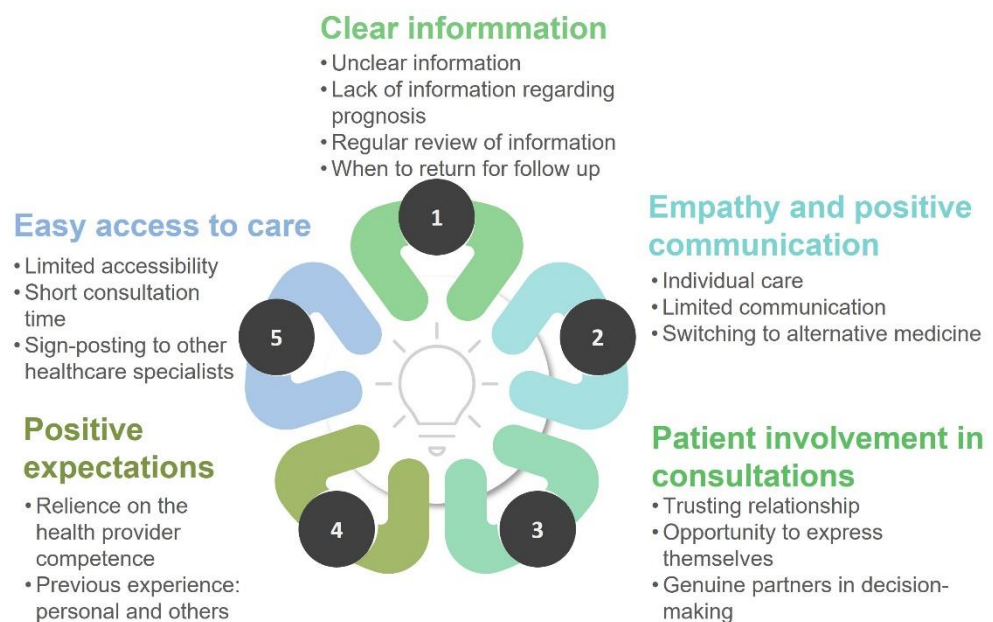 Clear informmation
• Unclear information
• Lack of information regarding
prognosis
• Regular review of information
• When to return for follow up
1
Empathy and positive
communication
• Individual care
• Limited communication
• Switching to alternative medicine
2
Patient involvement in
consultations
• Trusting relationship
• Opportunity to express
themselves
• Genuine partners in decision-
making
3
Positive
expectations
• Relience on the
health provider
competence
• Previous experience:
personal and others
4
Easy access to care
• Limited accessibility
• Short consultation
time
• Sign-posting to other
healthcare specialists
5